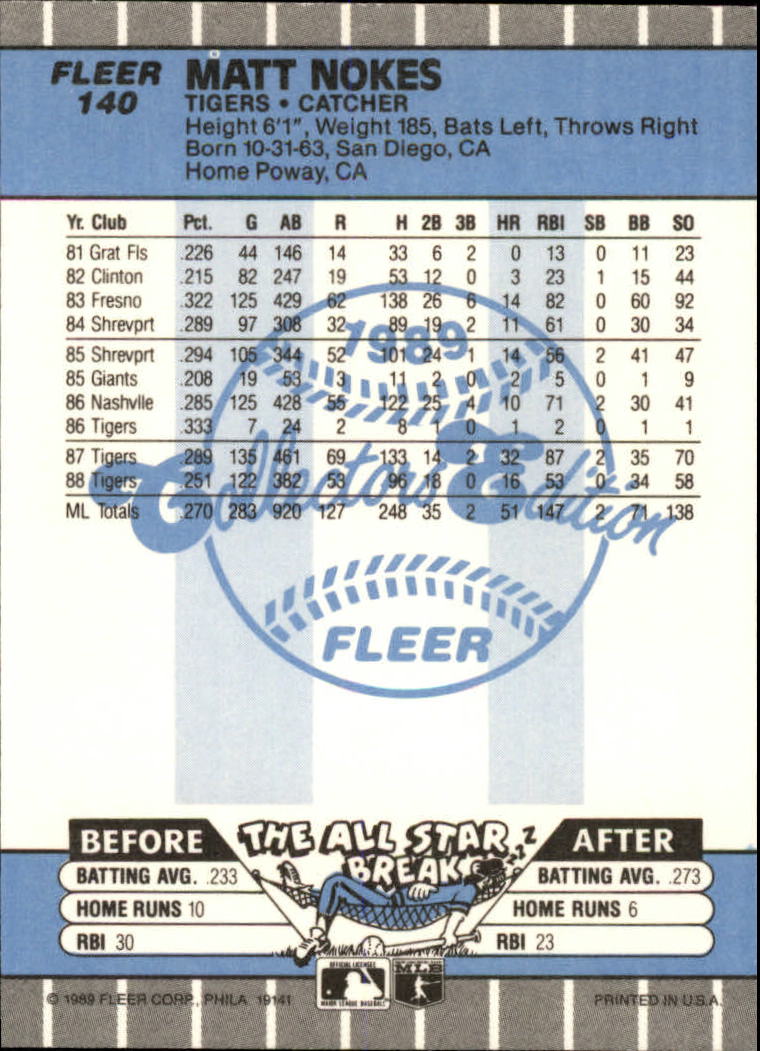 FLEER
140
MATT NOKES
TIGERS • CATCHER
Height 6'1", Weight 185, Bats Left, Throws Right
Born 10-31-63, San Diego, CA
Home Poway, CA
Yr. Club Pct. G AB R H 2B 3B HR RBI SB BB SO
81 Grat Fls .226 44 146 14 33 6 2 0 13 0 11 23
82 Clinton .215 82 247 19 53 12 0 3 23 1 15 44
83 Fresno .322 125 429 62 138 26 6 14 82 0 60 92
84 Shrevprt .289 97 308 32 89 19 2 11 61 0 30 34
85 Shrevprt .294 105 344 52 101 24 1 14 56 2 41 47
85 Giants .208 19 53 3 11 2 0 2 5 0 1 9
86 Nashvlle .285 125 428 55 122 25 4 10 71 2 30 41
86 Tigers .333 7 24 2 8 1 0 1 2 0 1 1
87 Tigers .289 135 461 69 133 14 2 32 87 2 35 70
88 Tigers .251 122 382 53 96 18 0 16 53 0 34 58
ML Totals .270 283 920 127 248 35 2 51 147 2 71 138
1989
Collectors' Edition
FLEER
THE ALL STAR
BREAK
Z Z Z
BEFORE
BATTING AVG. .233
HOME RUNS 10
RBI 30
AFTER
BATTING AVG. .273
HOME RUNS 6
RBI 23
OFFICIAL LICENSEE
MAJOR LEAGUE BASEBALL
MLB
© 1989 FLEER CORP., PHILA 19141
PRINTED IN U.S.A.